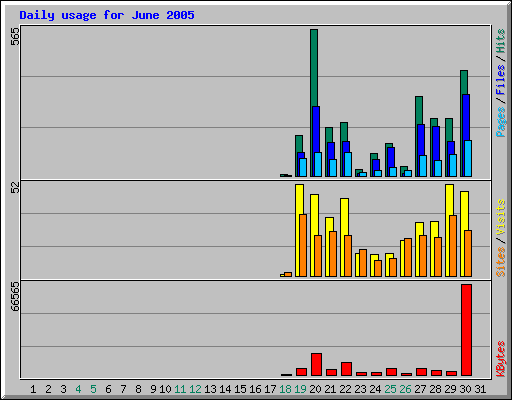 Daily usage for June 2005
565
52
66565
Pages / Files / Hits
Sites / Visits
KBytes
1 2 3 4 5 6 7 8 9 10 11 12 13 14 15 16 17 18 19 20 21 22 23 24 25 26 27 28 29 30 31